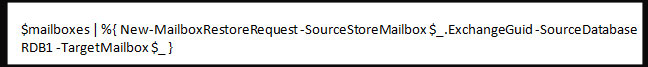 $mailboxes | %{ New-MailboxRestoreRequest -SourceStoreMailbox $_.ExchangeGuid -SourceDatabase
RDB1 -TargetMailbox $_ }